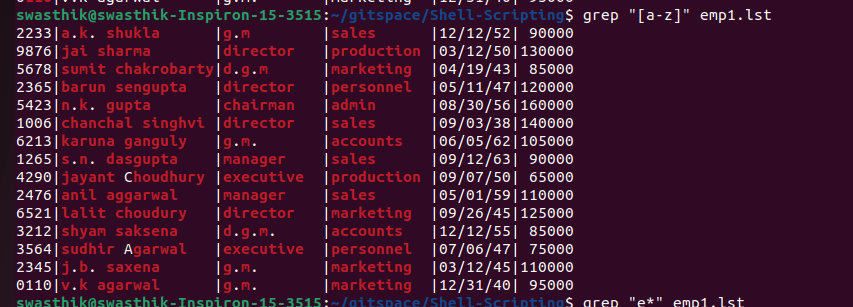 swasthik@swasthik-Inspiron-15-3515:~/gitspace/Shell-Scripting$ grep "[a-z]" emp1.lst
2233|a.k. shukla     |g.m       |sales     |12/12/52| 90000
9876|jai sharma      |director  |production|03/12/50|130000
5678|sumit chakrobarty|d.g.m     |marketing |04/19/43| 85000
2365|barun sengupta  |director  |personnel |05/11/47|120000
5423|n.k. gupta      |chairman  |admin     |08/30/56|160000
1006|chanchal singhvi |director  |sales     |09/03/38|140000
6213|karuna ganguly  |g.m.      |accounts  |06/05/62|105000
1265|s.n. dasgupta   |manager   |sales     |09/12/63| 90000
4290|jayant Choudhury |executive |production|09/07/50| 65000
2476|anil aggarwal   |manager   |sales     |05/01/59|110000
6521|lalit choudury  |director  |marketing |09/26/45|125000
3212|shyam saksena   |d.g.m.    |accounts  |12/12/55| 85000
3564|sudhir Agarwal  |executive |personnel |07/06/47| 75000
2345|j.b. saxena     |g.m.      |marketing |03/12/45|110000
0110|v.k agarwal     |g.m.      |marketing |12/31/40| 95000
swasthik@swasthik-Inspiron-15-3515:~/gitspace/Shell-Scripting$ grep "e*" emp1.lst